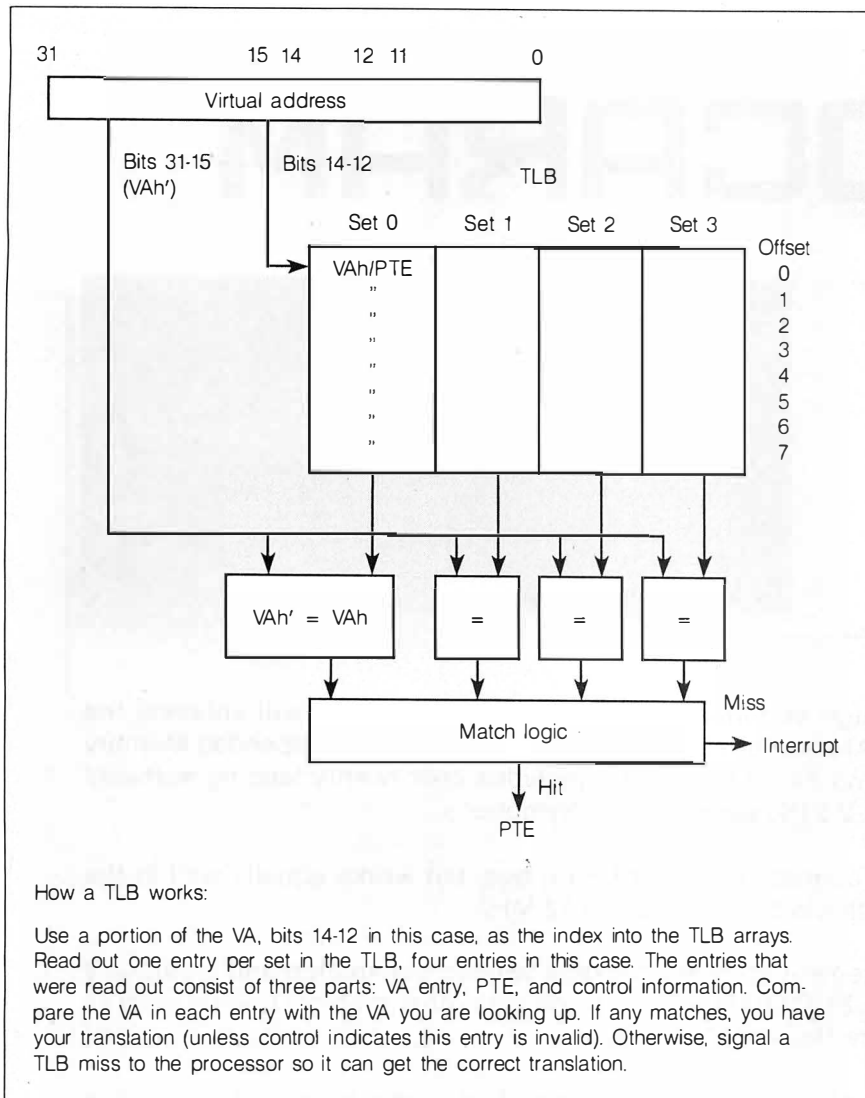 31 15 14 12 11 0
Virtual address
Bits 31-15
(VAh')
Bits 14-12
TLB
Set 0 Set 1 Set 2 Set 3
Offset
VAh/PTE
"
"
"
"
"
"
"
0
1
2
3
4
5
6
7
VAh' = VAh
=
=
=
Match logic
Miss
Interrupt
Hit
PTE
How a TLB works:
Use a portion of the VA, bits 14-12 in this case, as the index into the TLB arrays.
Read out one entry per set in the TLB, four entries in this case. The entries that
were read out consist of three parts: VA entry, PTE, and control information. Com-
pare the VA in each entry with the VA you are looking up. If any matches, you have
your translation (unless control indicates this entry is invalid). Otherwise, signal a
TLB miss to the processor so it can get the correct translation.